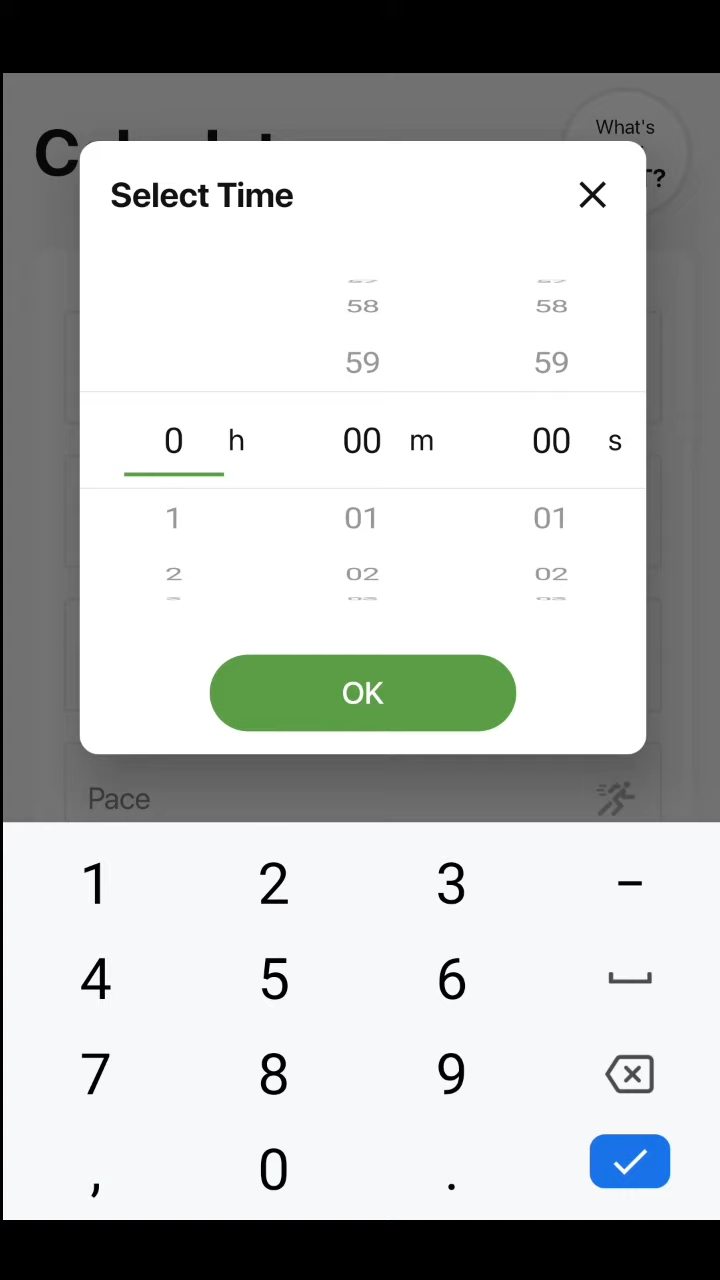 What's
T?
Select Time
58 58
59 59
0 h 00 m 00 s
1 01 01
2 02 02
OK
Pace
1 2 3 –
4 5 6
7 8 9
, 0 .